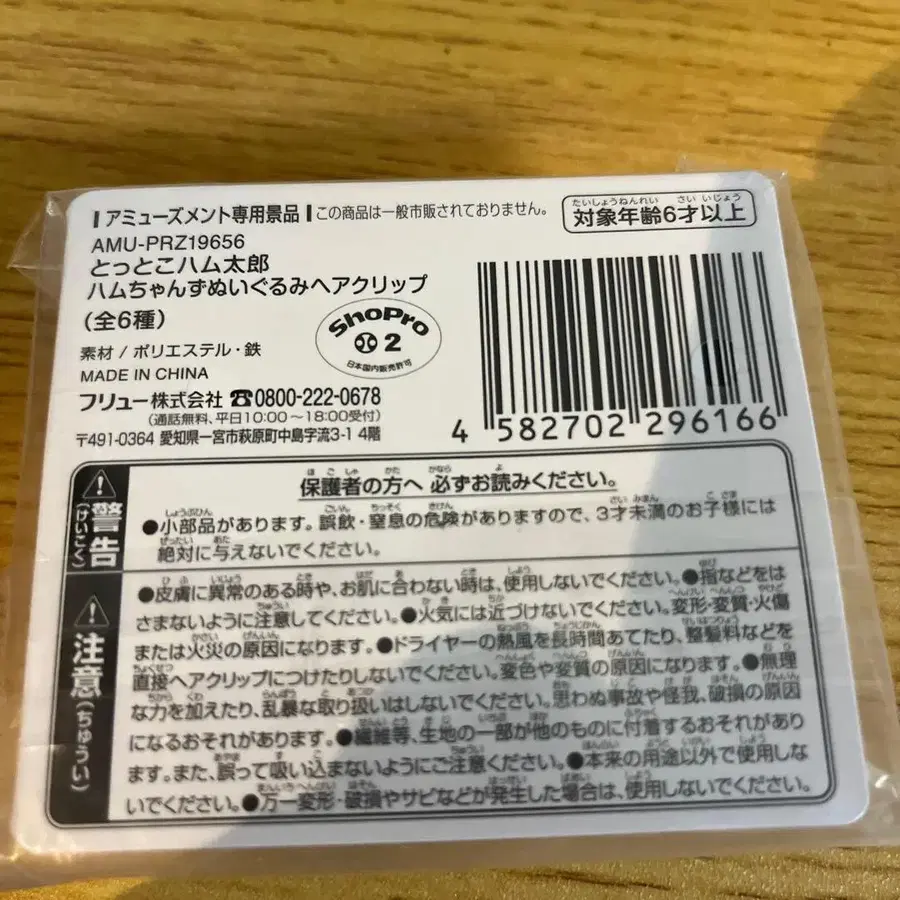 アミューズメント専用景品 この商品は一般市販されておりません。
対象年齢6才以上
たいしょうねんれい さいいじょう
AMU-PRZ19656
とっとこハム太郎
ハムちゃんずぬいぐるみヘアクリップ
(全6種)
ShoPro
2
日本国内販売許可
素材/ポリエステル・鉄
MADE IN CHINA
フリュー株式会社 ☎0800-222-0678
(通話無料、平日10:00~18:00受付)
〒491-0364 愛知県一宮市萩原町中島字流3-1 4階
4 582702 296166
警告
(けいこく)
保護者の方へ 必ずお読みください。
●小部品があります。誤飲・窒息の危険がありますので、3才未満のお子様には
絶対に与えないでください。
注意(ちゅうい)
●皮膚に異常のある時や、お肌に合わない時は、使用しないでください。●指などをは
さまないように注意してください。●火気には近づけないでください。変形・変質・火傷
または火災の原因になります。●ドライヤーの熱風を長時間あてたり、整髪料などを
直接ヘアクリップにつけたりしないでください。変色や変質の原因になります。●無理
な力を加えたり、乱暴な取り扱いはしないでください。思わぬ事故や怪我、破損の原因
になるおそれがあります。●繊維等、生地の一部が他のものに付着するおそれがあり
ます。また、誤って吸い込まないようにご注意ください。●本来の用途以外で使用しな
いでください。●万一変形・破損やサビなどが発生した場合は、使用しないでください。